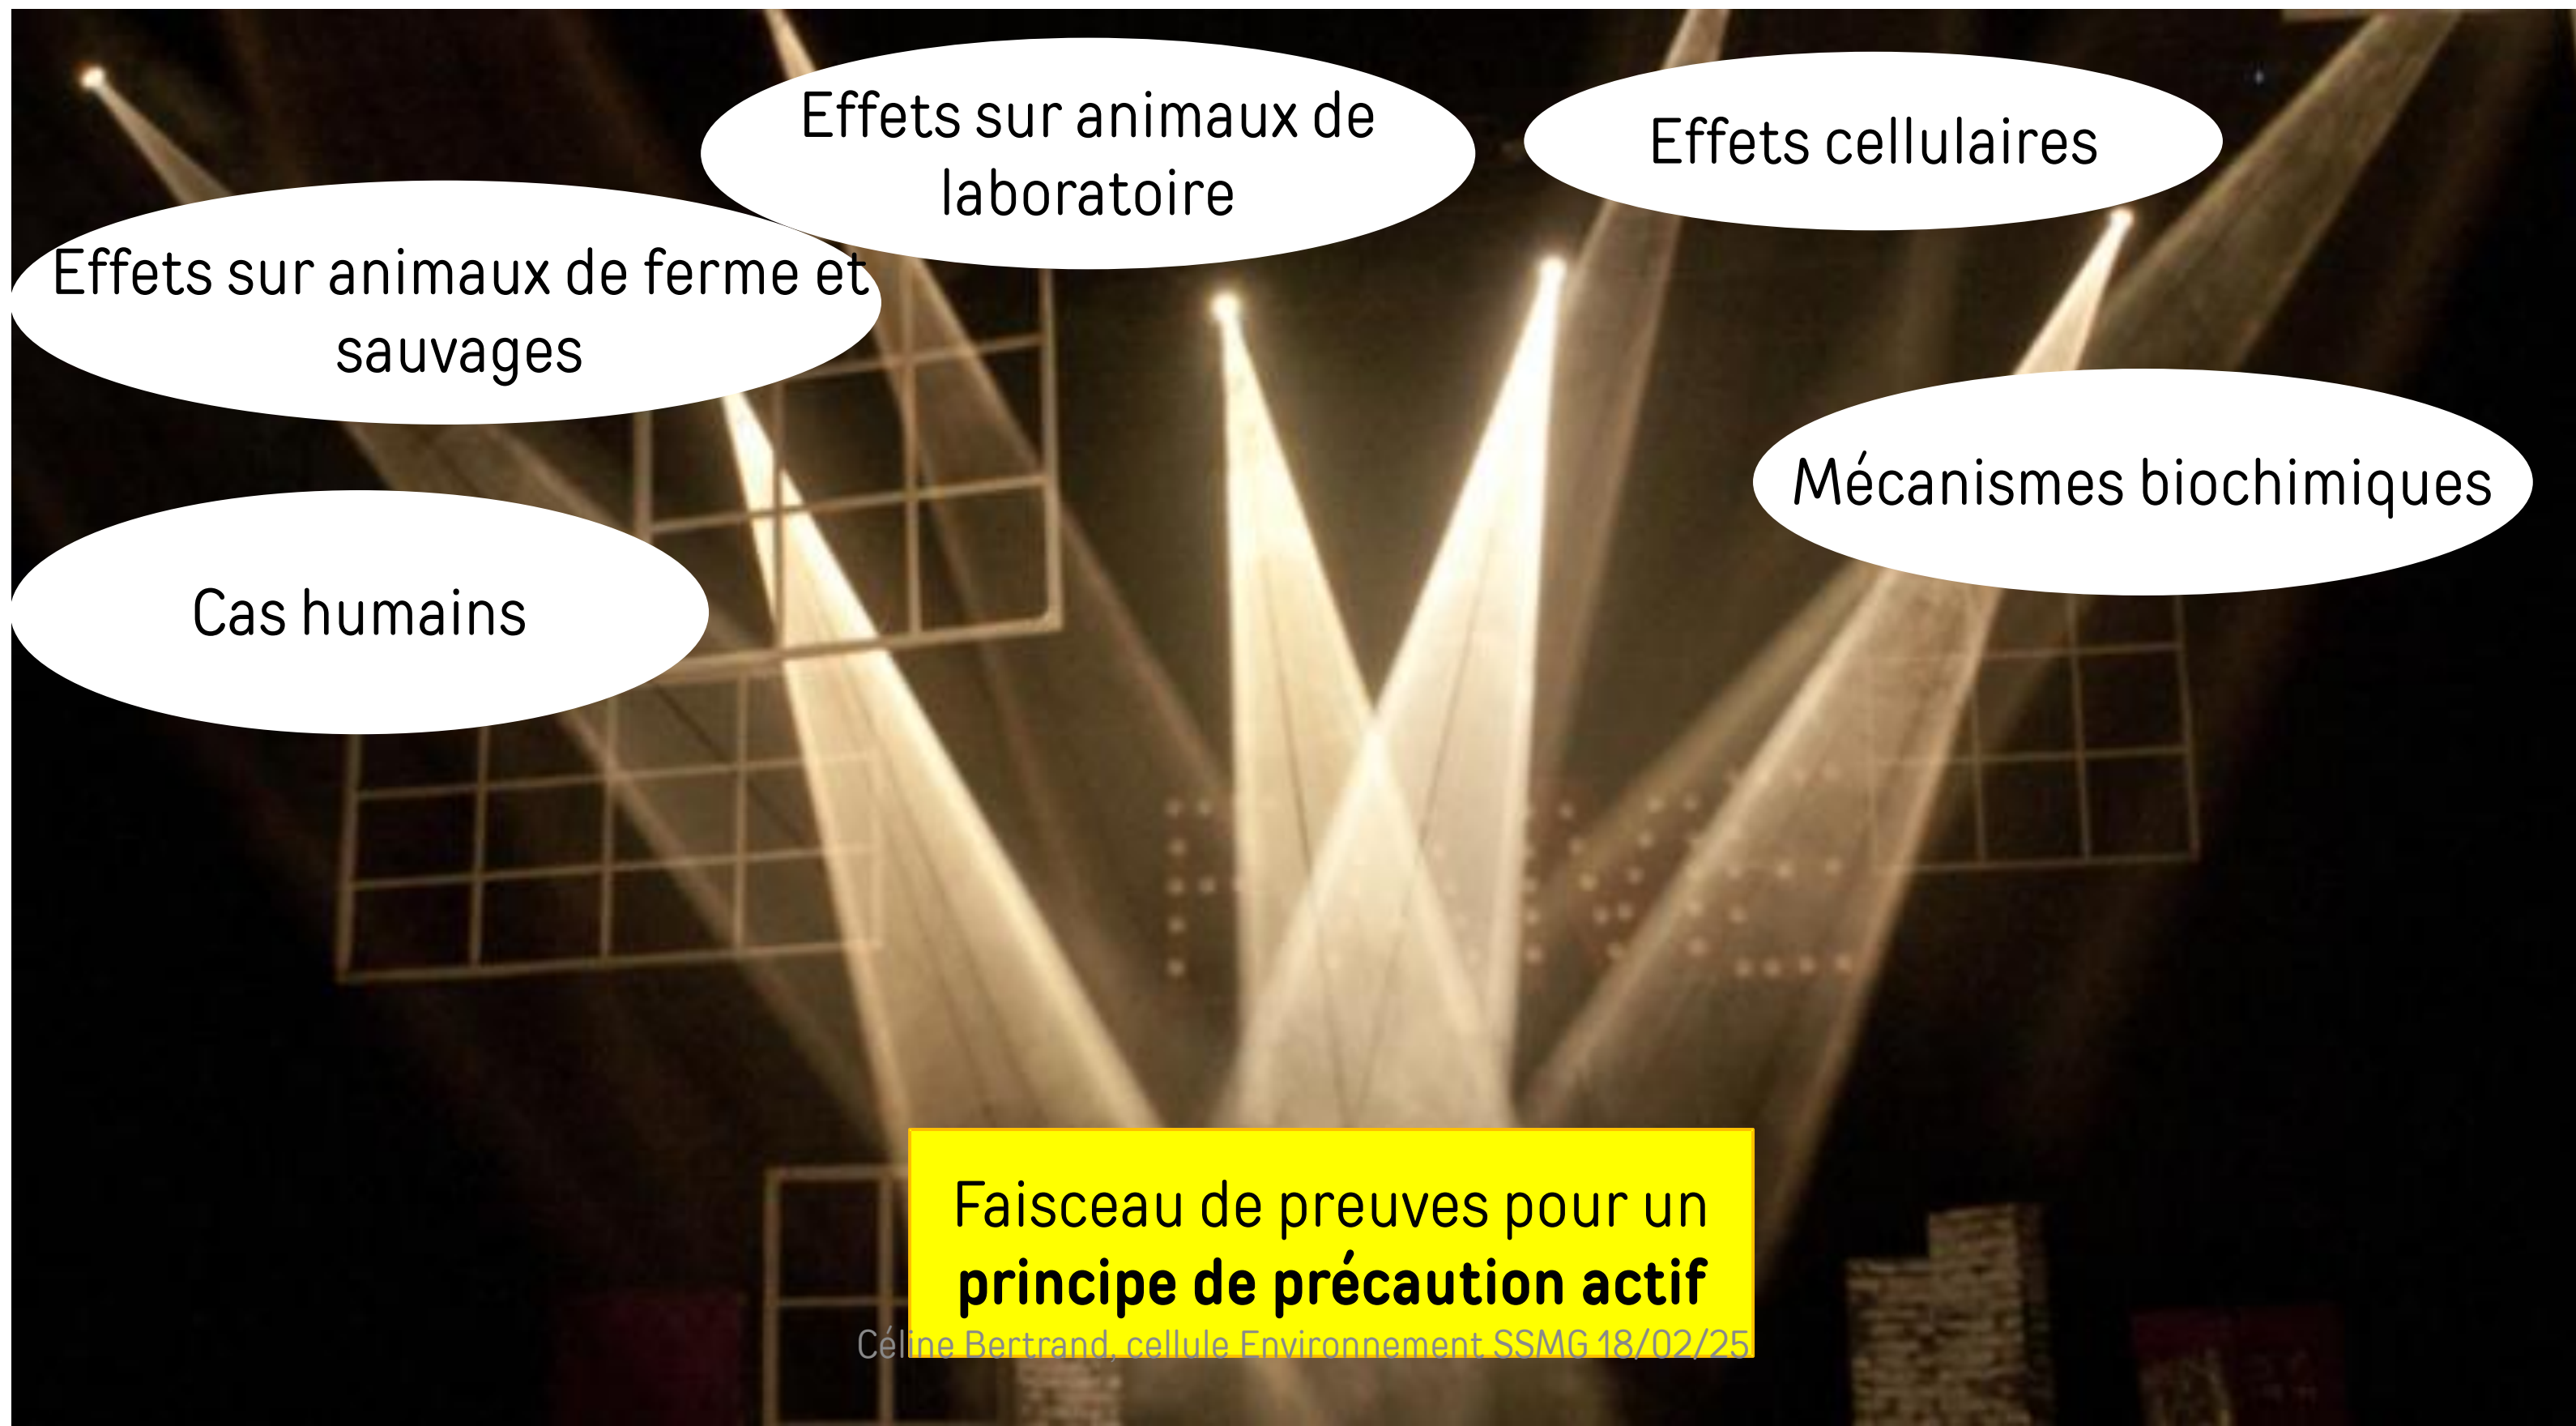 Effets sur animaux de
laboratoire
Effets cellulaires
Effets sur animaux de ferme et
sauvages
Mécanismes biochimiques
Cas humains
Faisceau de preuves pour un
principe de précaution actif
Céline Bertrand, cellule Environnement SSMG 18/02/25